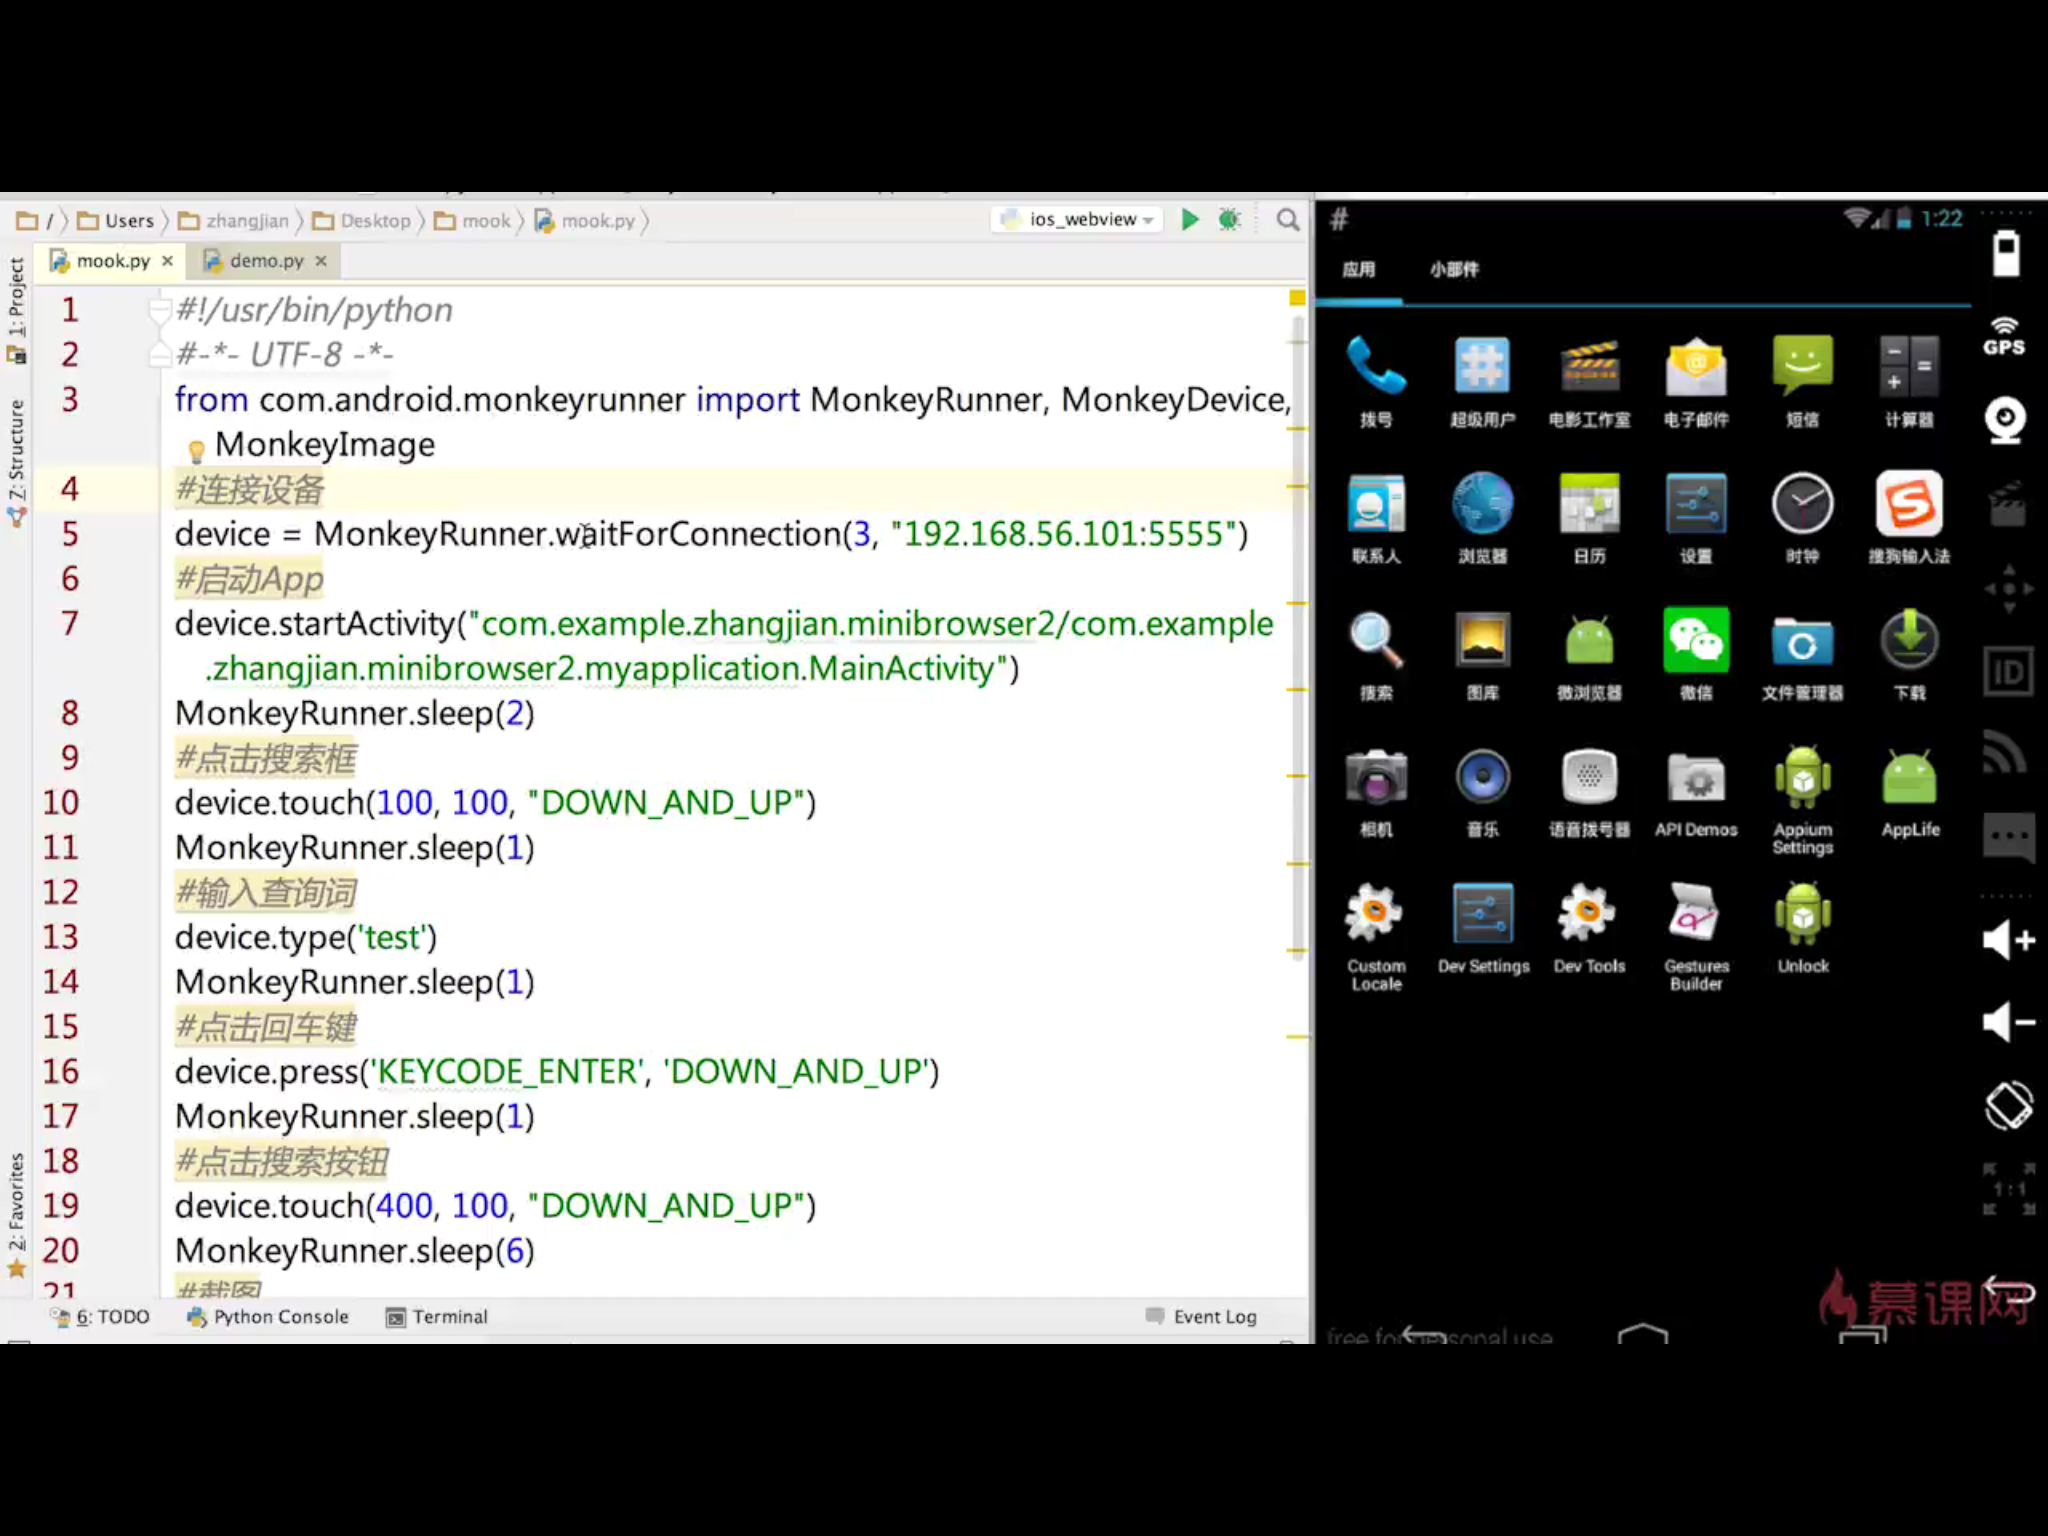 / Users zhangjian Desktop mook mook.py
ios_webview
mook.py
demo.py
1: Project
7: Structure
2: Favorites
1 #!/usr/bin/python
2 #-*- UTF-8 -*-
3 from com.android.monkeyrunner import MonkeyRunner, MonkeyDevice,
MonkeyImage
4 #连接设备
5 device = MonkeyRunner.waitForConnection(3, "192.168.56.101:5555")
6 #启动App
7 device.startActivity("com.example.zhangjian.minibrowser2/com.example
.zhangjian.minibrowser2.myapplication.MainActivity")
8 MonkeyRunner.sleep(2)
9 #点击搜索框
10 device.touch(100, 100, "DOWN_AND_UP")
11 MonkeyRunner.sleep(1)
12 #输入查询词
13 device.type('test')
14 MonkeyRunner.sleep(1)
15 #点击回车键
16 device.press('KEYCODE_ENTER', 'DOWN_AND_UP')
17 MonkeyRunner.sleep(1)
18 #点击搜索按钮
19 device.touch(400, 100, "DOWN_AND_UP")
20 MonkeyRunner.sleep(6)
21 #截图
6: TODO
Python Console
Terminal
Event Log
# 1:22
应用 小部件
拨号 超级用户 电影工作室 电子邮件 短信 计算器
联系人 浏览器 日历 设置 时钟 搜狗输入法
搜索 图库 微浏览器 微信 文件管理器 下载
相机 音乐 语音拨号器 API Demos Appium Settings AppLife
Custom Locale Dev Settings Dev Tools Gestures Builder Unlock
GPS
ID
1:1
慕课网
free for personal use